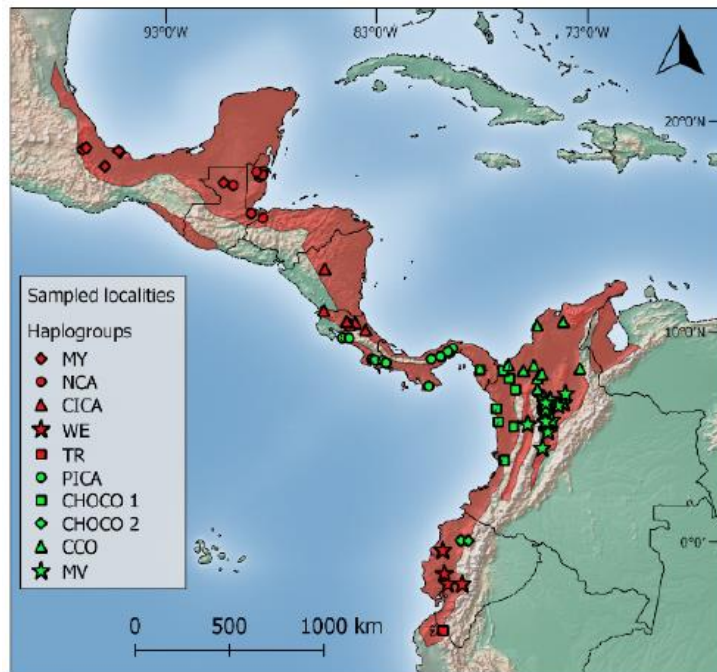 93°0'W 83°0'W 73°0'W
20°0'N
Sampled localities
Haplogroups
MY
NCA
CICA
WE
TR
PICA
CHOCO 1
CHOCO 2
CCO
MV
10°0'N
0°0'
0 500 1000 km